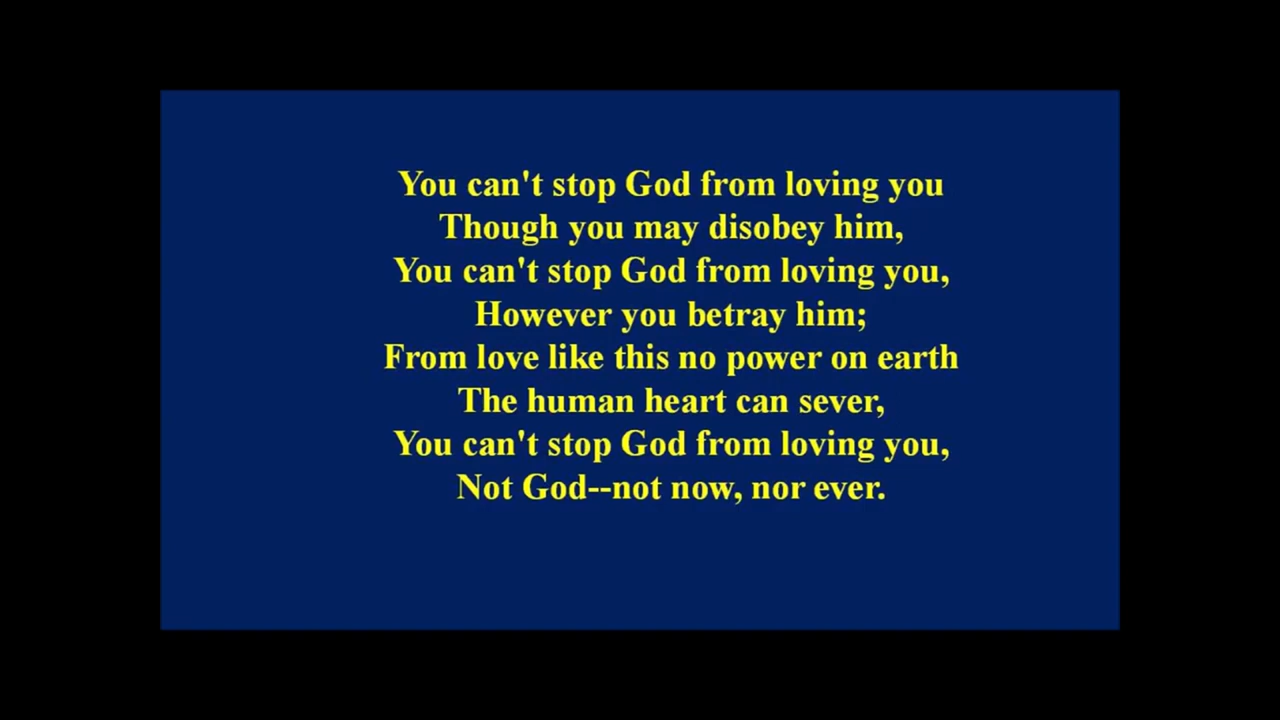 You can't stop God from loving you
Though you may disobey him,
You can't stop God from loving you,
However you betray him;
From love like this no power on earth
The human heart can sever,
You can't stop God from loving you,
Not God--not now, nor ever.